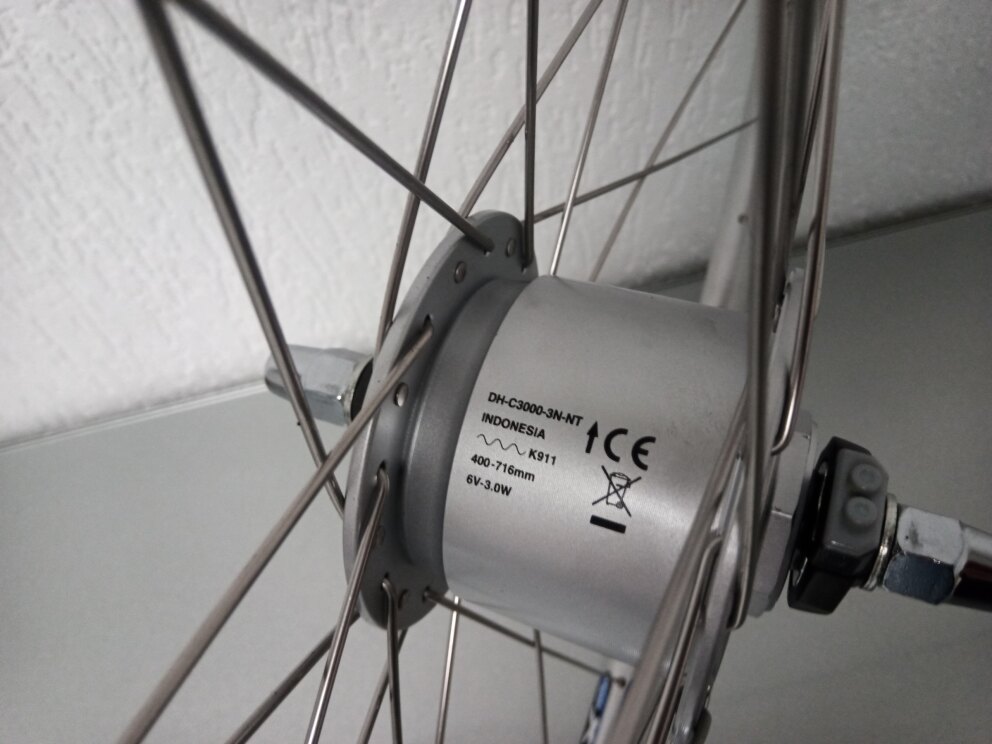 DH-C3000-3N-NT
INDONESIA
K911
400-716mm
6V-3.0W
CE